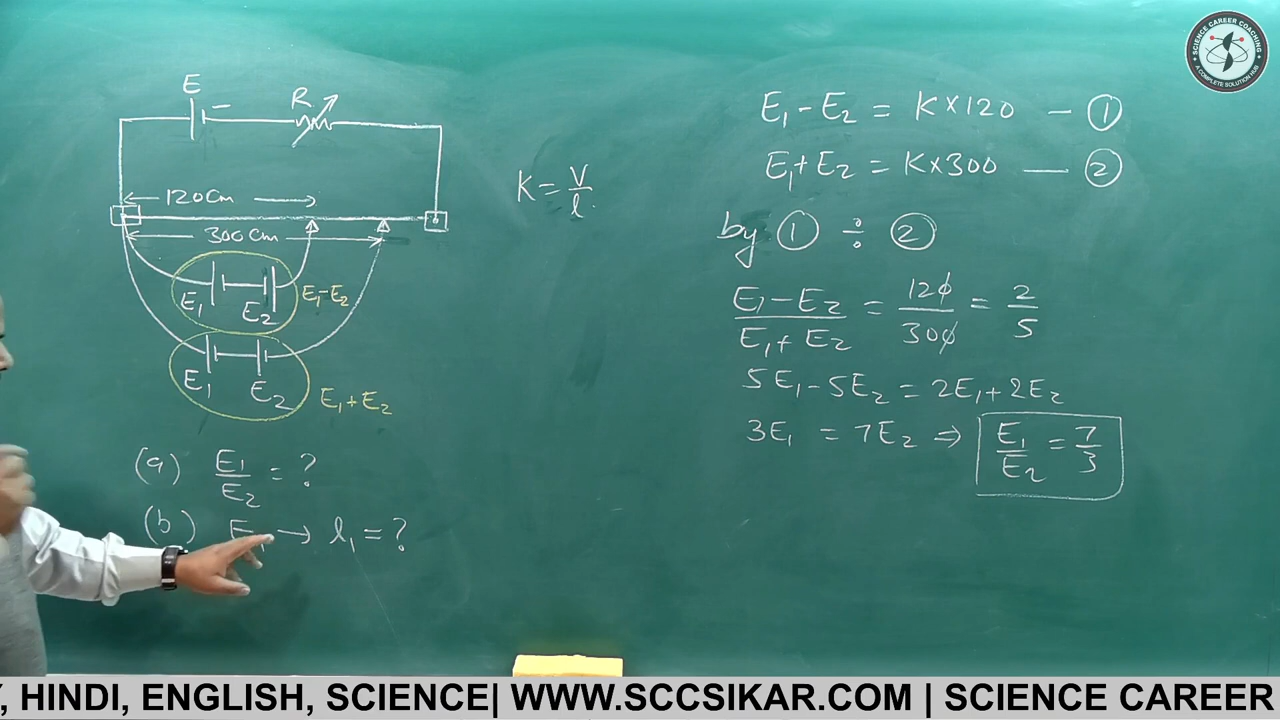 E
R
120 Cm
300 Cm
E₁ E₂ E₁-E₂
E₁ E₂ E₁+E₂
(a) E₁/E₂ = ?
(b) E₁ → l₁ = ?
K = V/l.
E₁-E₂ = K×120 - ①
E₁+E₂ = K×300 — ②
by ① ÷ ②
E₁-E₂/E₁+E₂ = 120/300 = 2/5
5E₁-5E₂ = 2E₁+2E₂
3E₁ = 7E₂ ⇒ E₁/E₂ = 7/3
SCIENCE CAREER COACHING
A COMPLETE SOLUTION HUB
, HINDI, ENGLISH, SCIENCE| WWW.SCCSIKAR.COM | SCIENCE CAREER